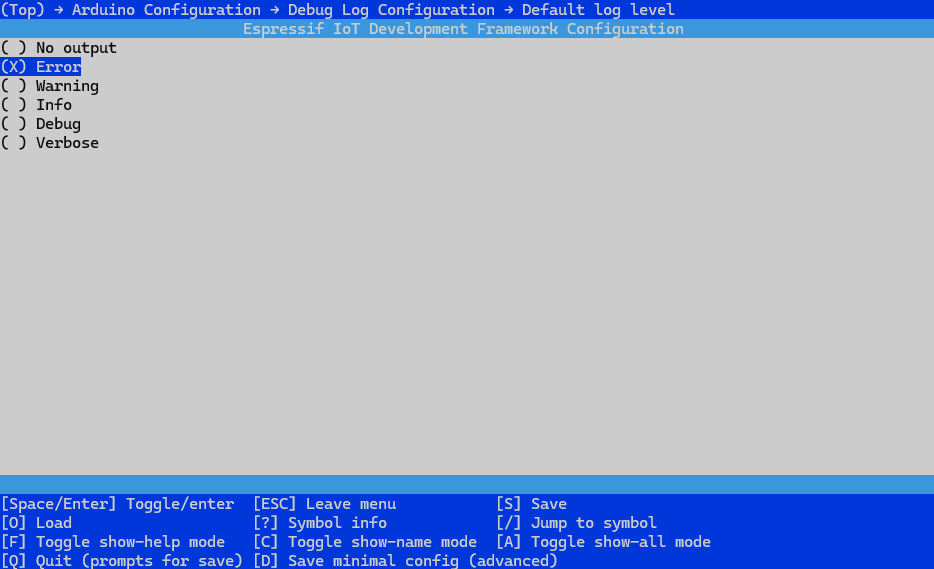 (Top) → Arduino Configuration → Debug Log Configuration → Default log level
Espressif IoT Development Framework Configuration
( ) No output
(X) Error
( ) Warning
( ) Info
( ) Debug
( ) Verbose
[Space/Enter] Toggle/enter [ESC] Leave menu [S] Save
[O] Load [?] Symbol info [/] Jump to symbol
[F] Toggle show-help mode [C] Toggle show-name mode [A] Toggle show-all mode
[Q] Quit (prompts for save) [D] Save minimal config (advanced)